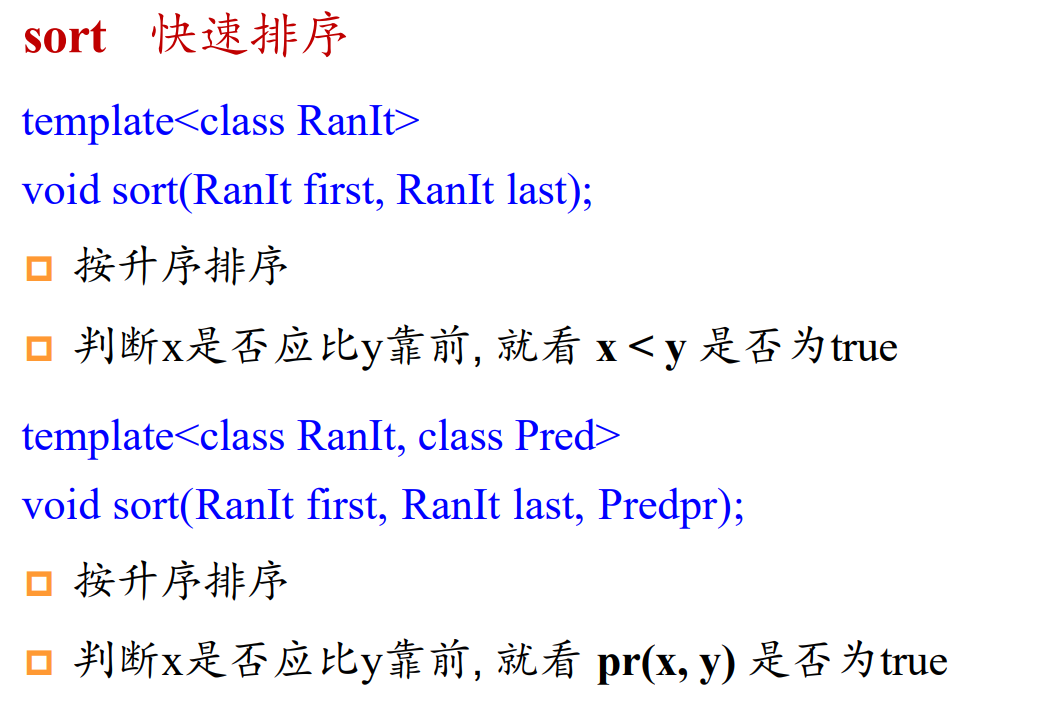 sort 快速排序
template<class RanIt>
void sort(RanIt first, RanIt last);
按升序排序
判断x是否应比y靠前, 就看 x < y 是否为true
template<class RanIt, class Pred>
void sort(RanIt first, RanIt last, Predpr);
按升序排序
判断x是否应比y靠前, 就看 pr(x, y) 是否为true